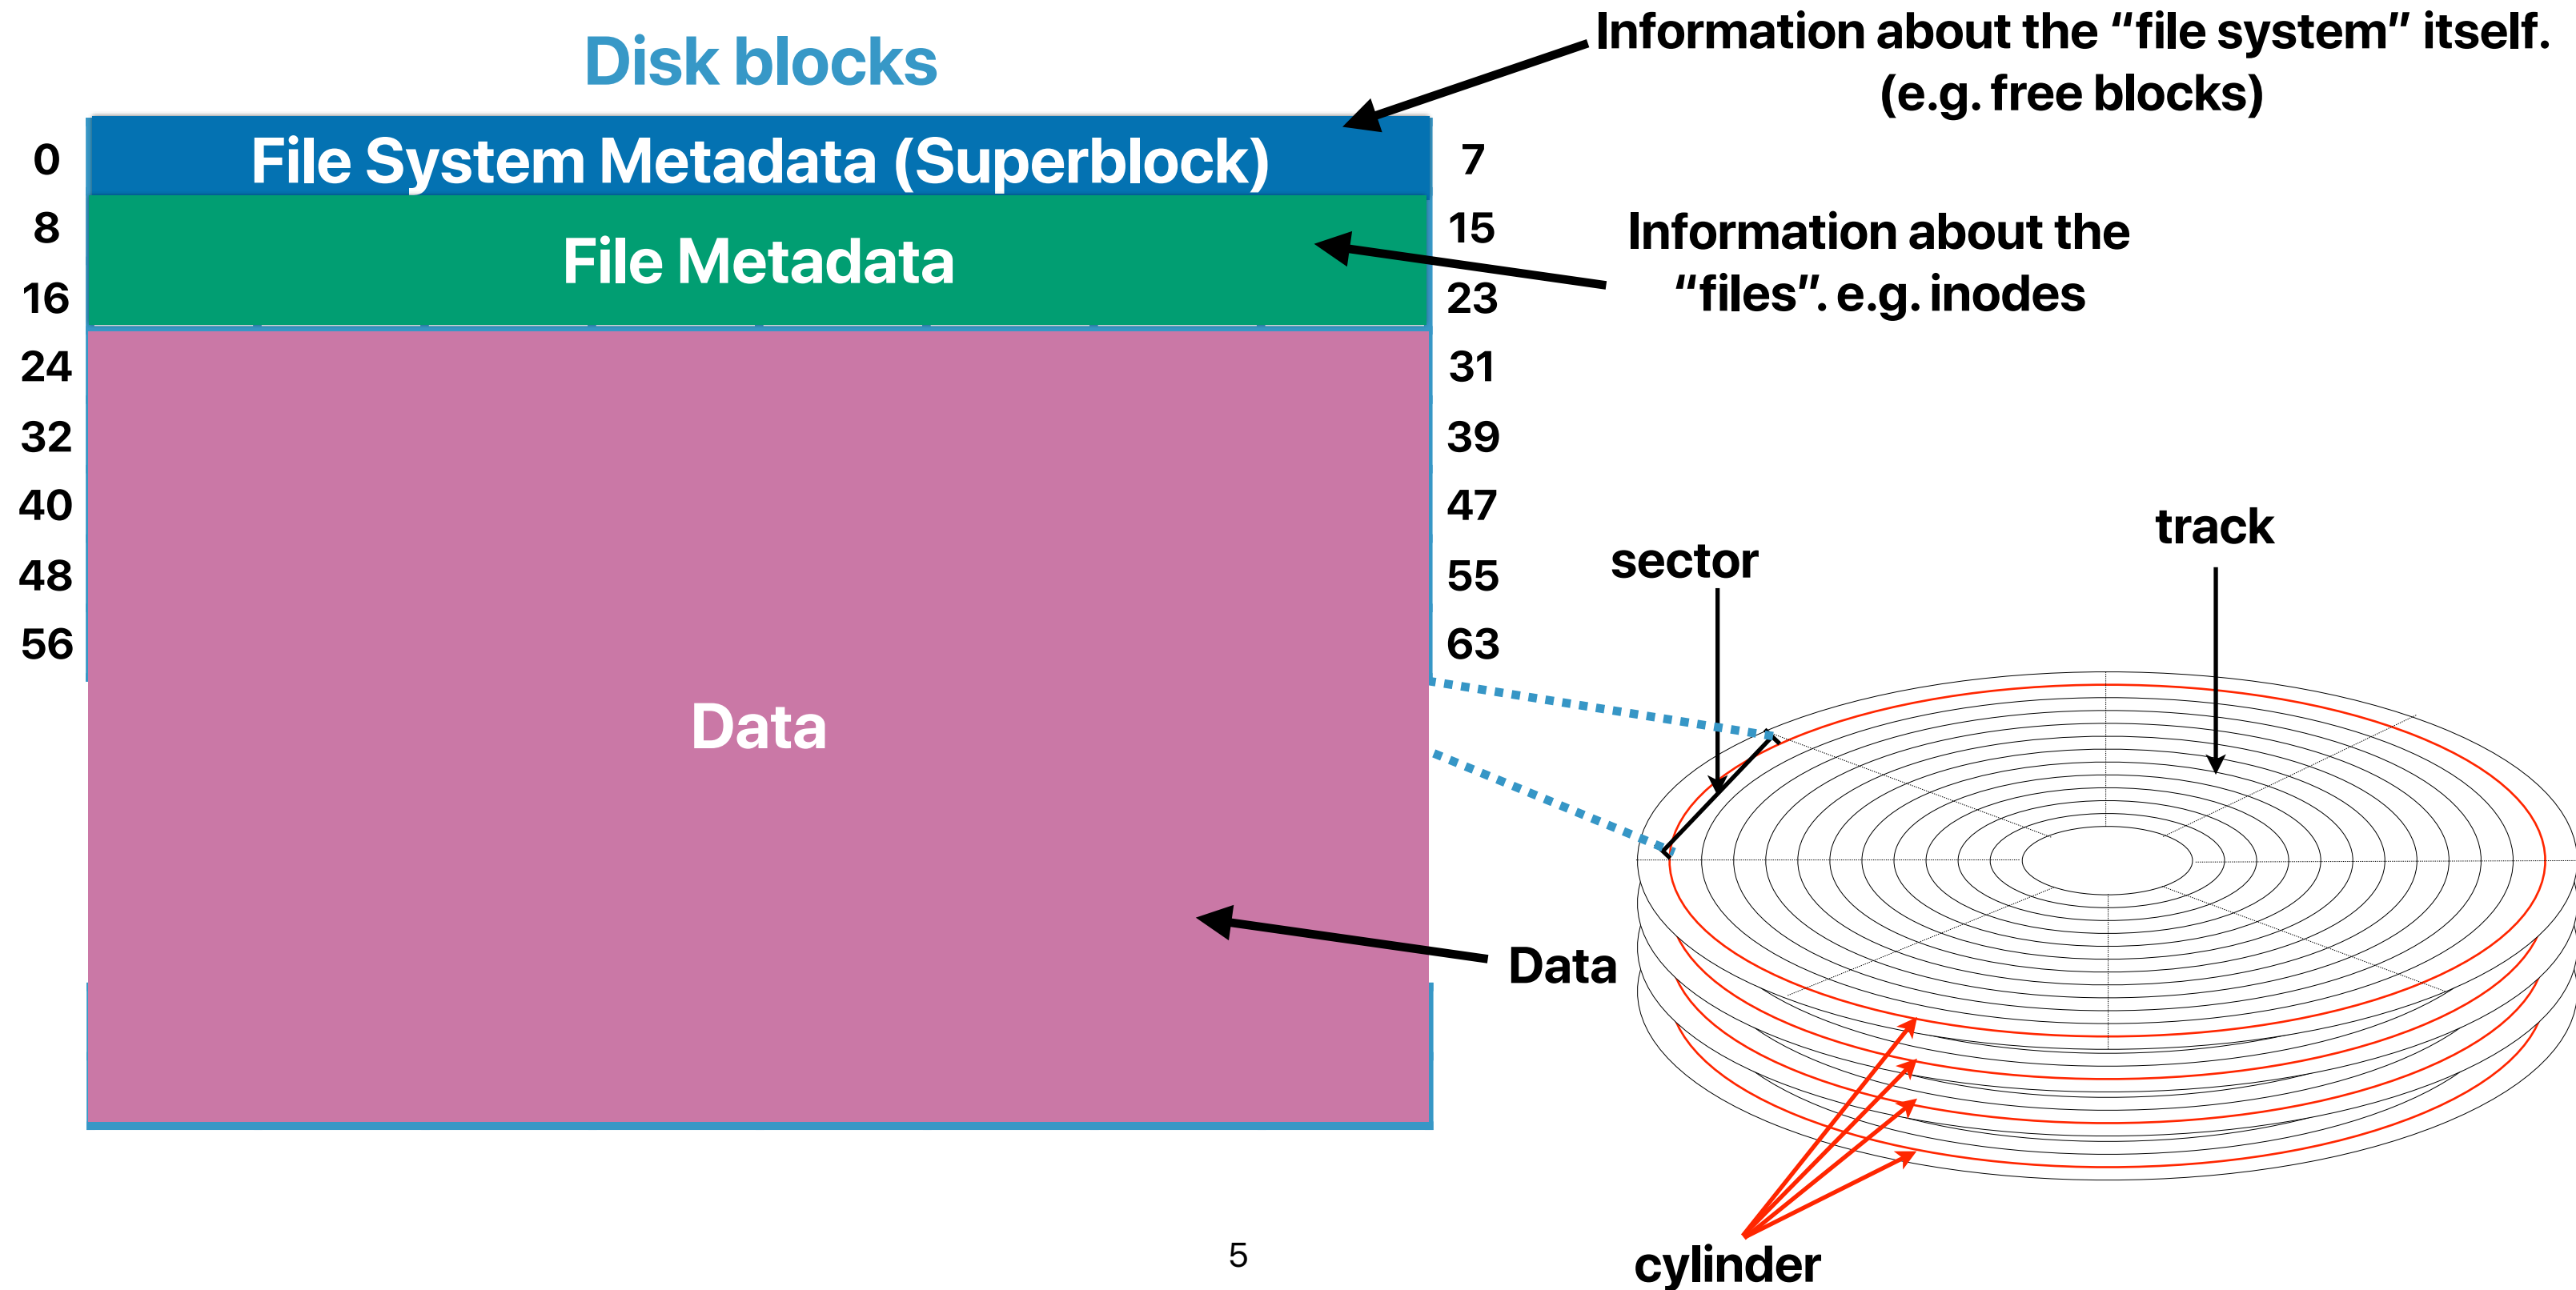 Disk blocks
Information about the “file system” itself.
(e.g. free blocks)
0
File System Metadata (Superblock)
7
8
File Metadata
15
Information about the
“files”. e.g. inodes
16
23
24
31
32
39
40
47
48
55
56
63
sector
track
Data
Data
cylinder
5